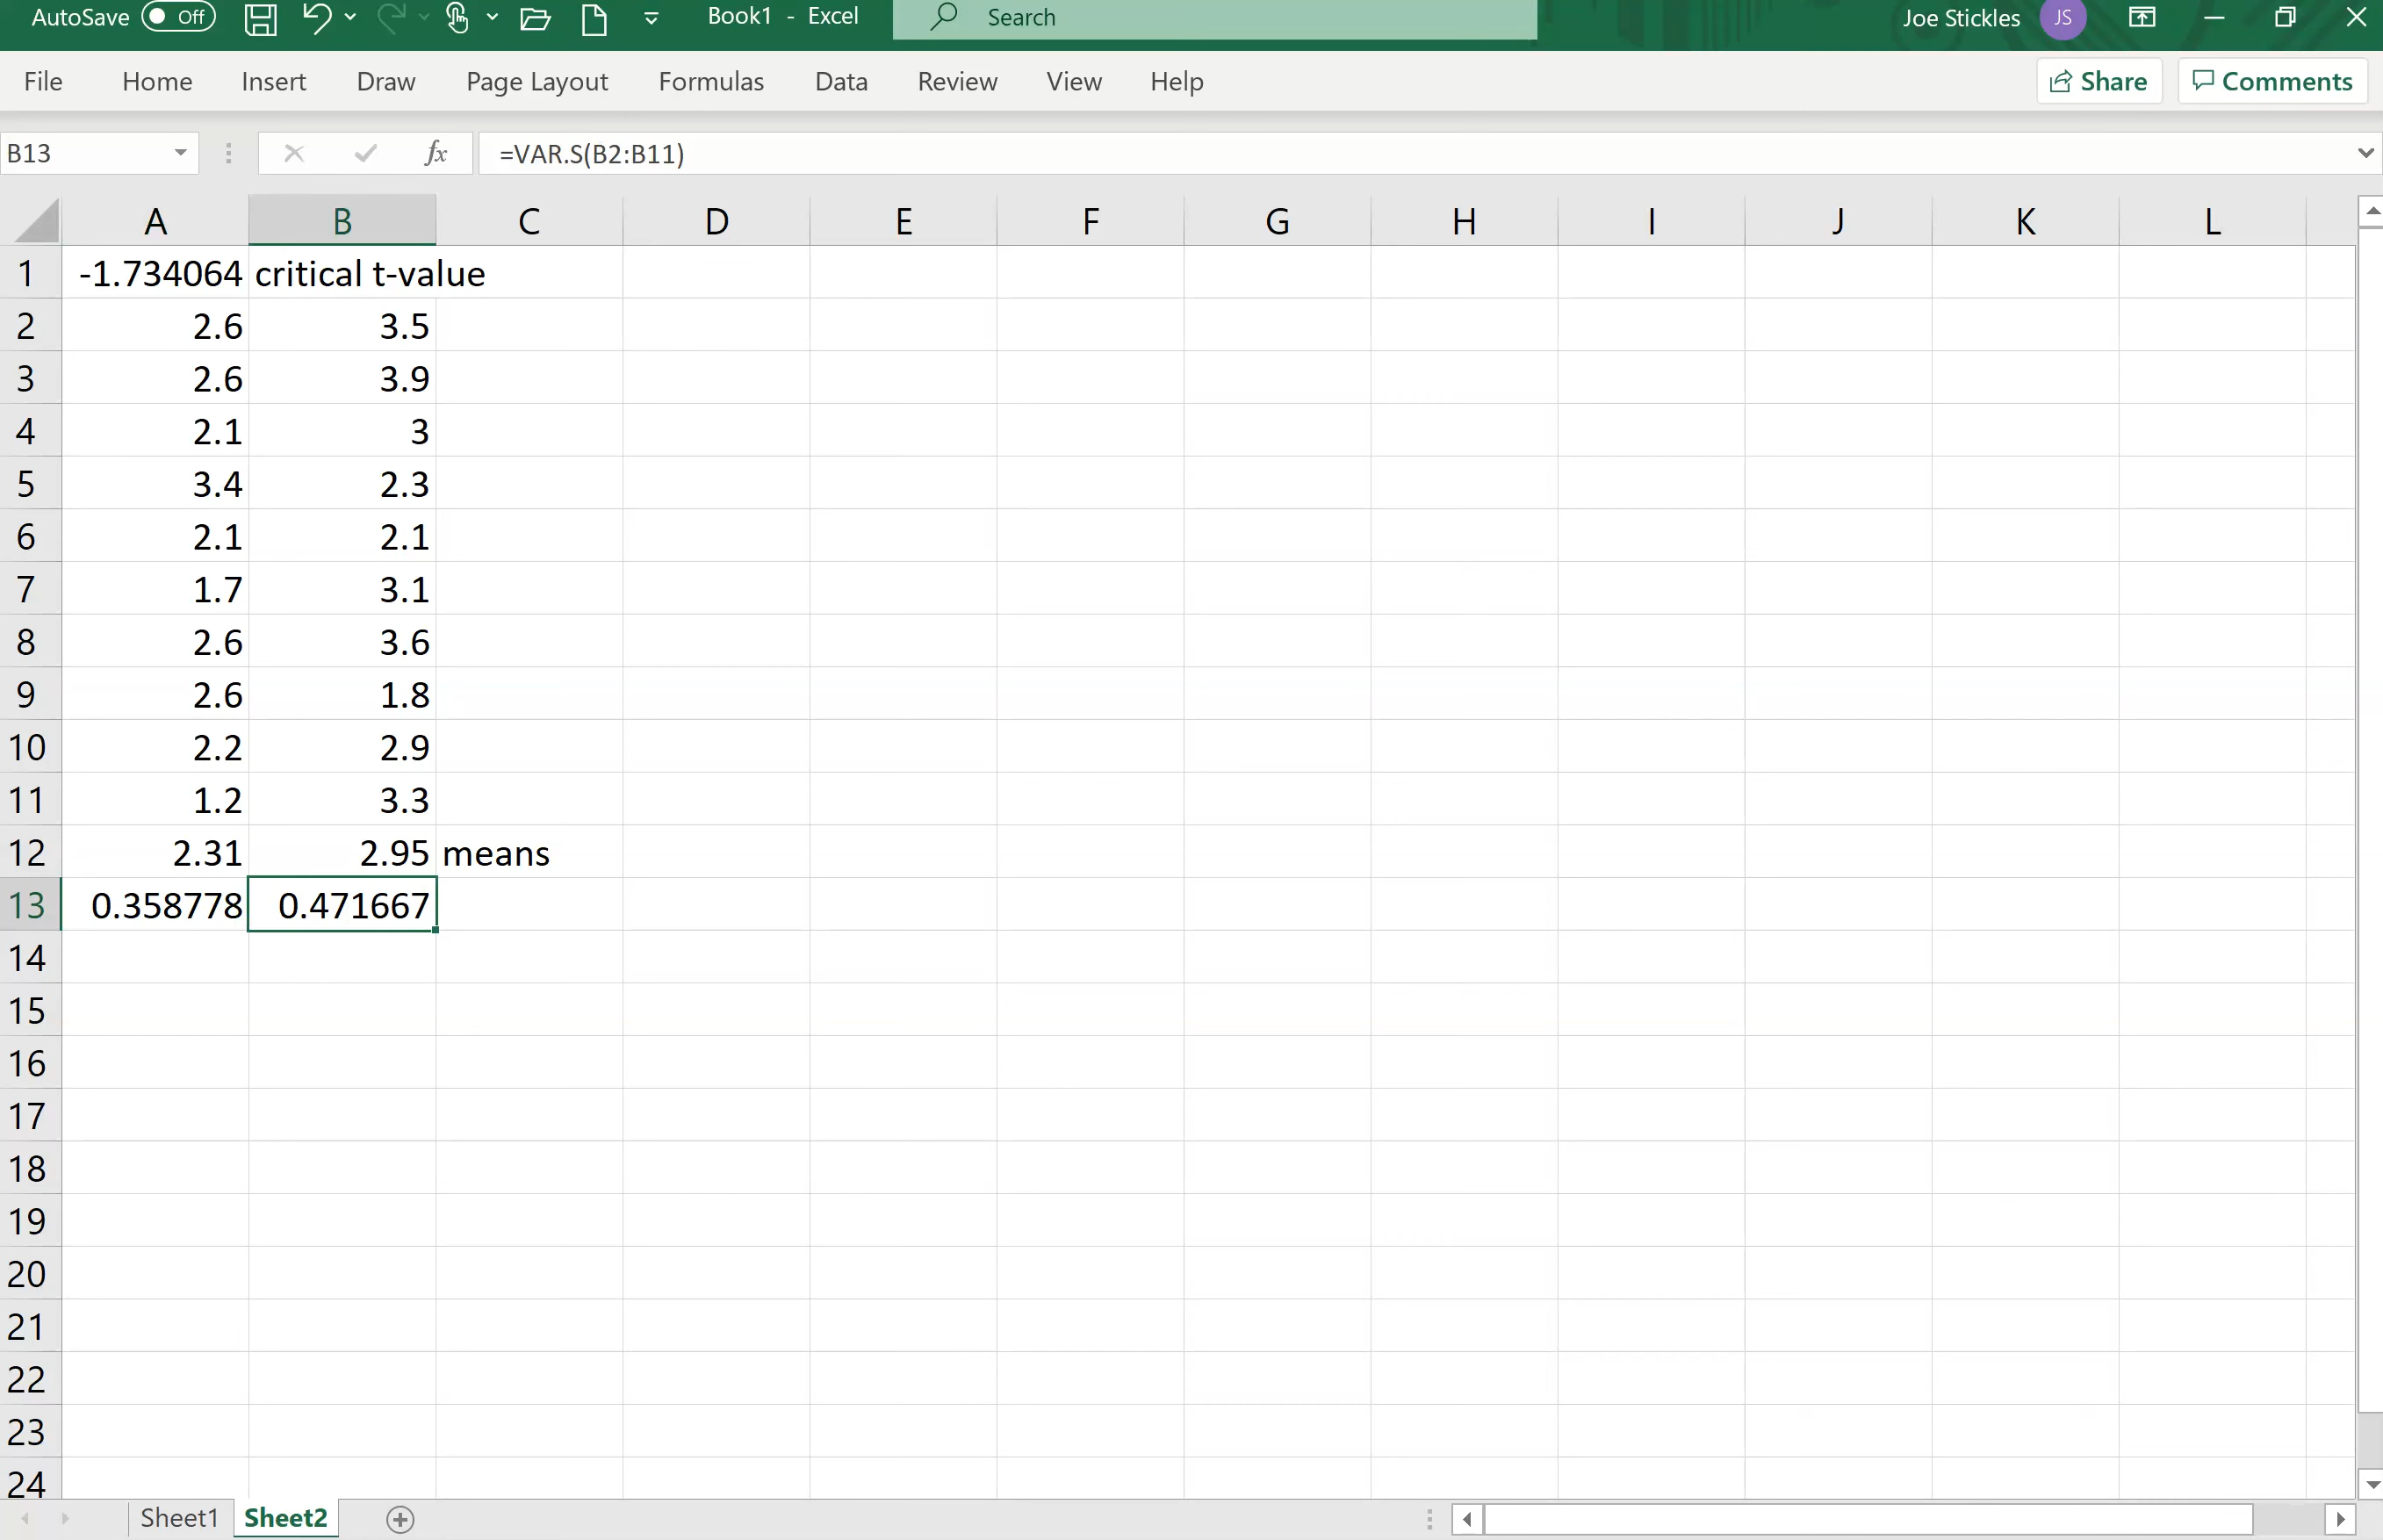 AutoSave Off Book1 - Excel Search Joe Stickles JS
File Home Insert Draw Page Layout Formulas Data Review View Help Share Comments
B13 fx =VAR.S(B2:B11)
A B C D E F G H I J K L
1 -1.734064 critical t-value
2 2.6 3.5
3 2.6 3.9
4 2.1 3
5 3.4 2.3
6 2.1 2.1
7 1.7 3.1
8 2.6 3.6
9 2.6 1.8
10 2.2 2.9
11 1.2 3.3
12 2.31 2.95 means
13 0.358778 0.471667
14
15
16
17
18
19
20
21
22
23
24
Sheet1 Sheet2